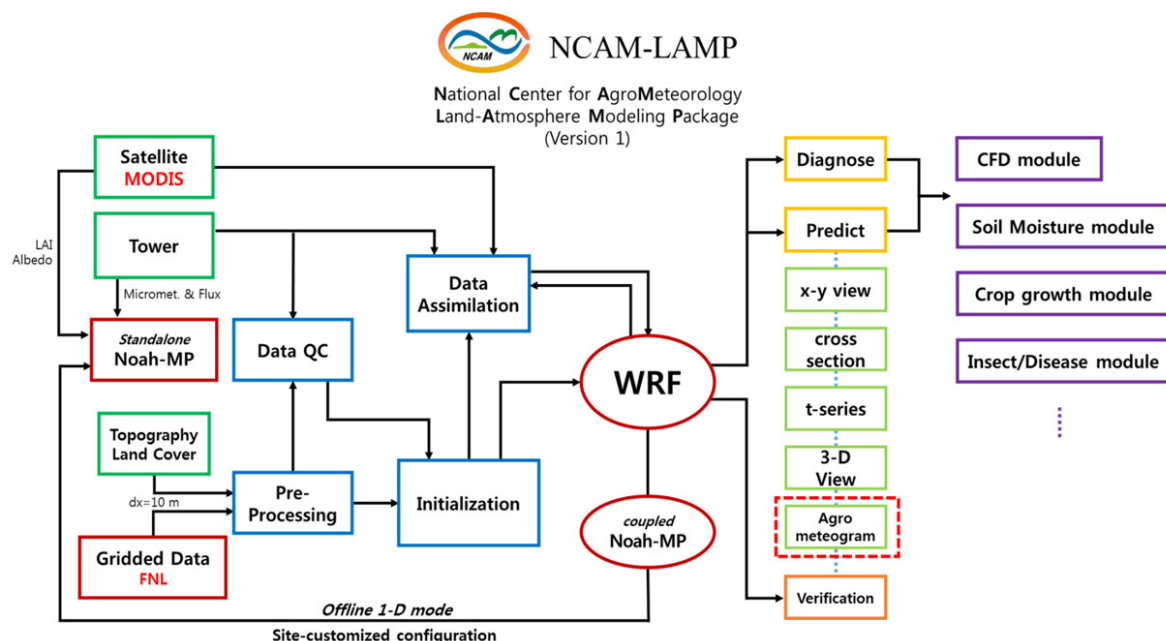 NCAM
NCAM-LAMP
National Center for AgroMeteorology
Land-Atmosphere Modeling Package
(Version 1)
Satellite
MODIS
LAI
Albedo
Tower
Micromet. & Flux
Standalone
Noah-MP
Data QC
Data
Assimilation
Topography
Land Cover
dx=10 m
Pre-
Processing
Initialization
Gridded Data
FNL
WRF
coupled
Noah-MP
Offline 1-D mode
Site-customized configuration
Diagnose
Predict
x-y view
cross
section
t-series
3-D
View
Agro
meteogram
Verification
CFD module
Soil Moisture module
Crop growth module
Insect/Disease module